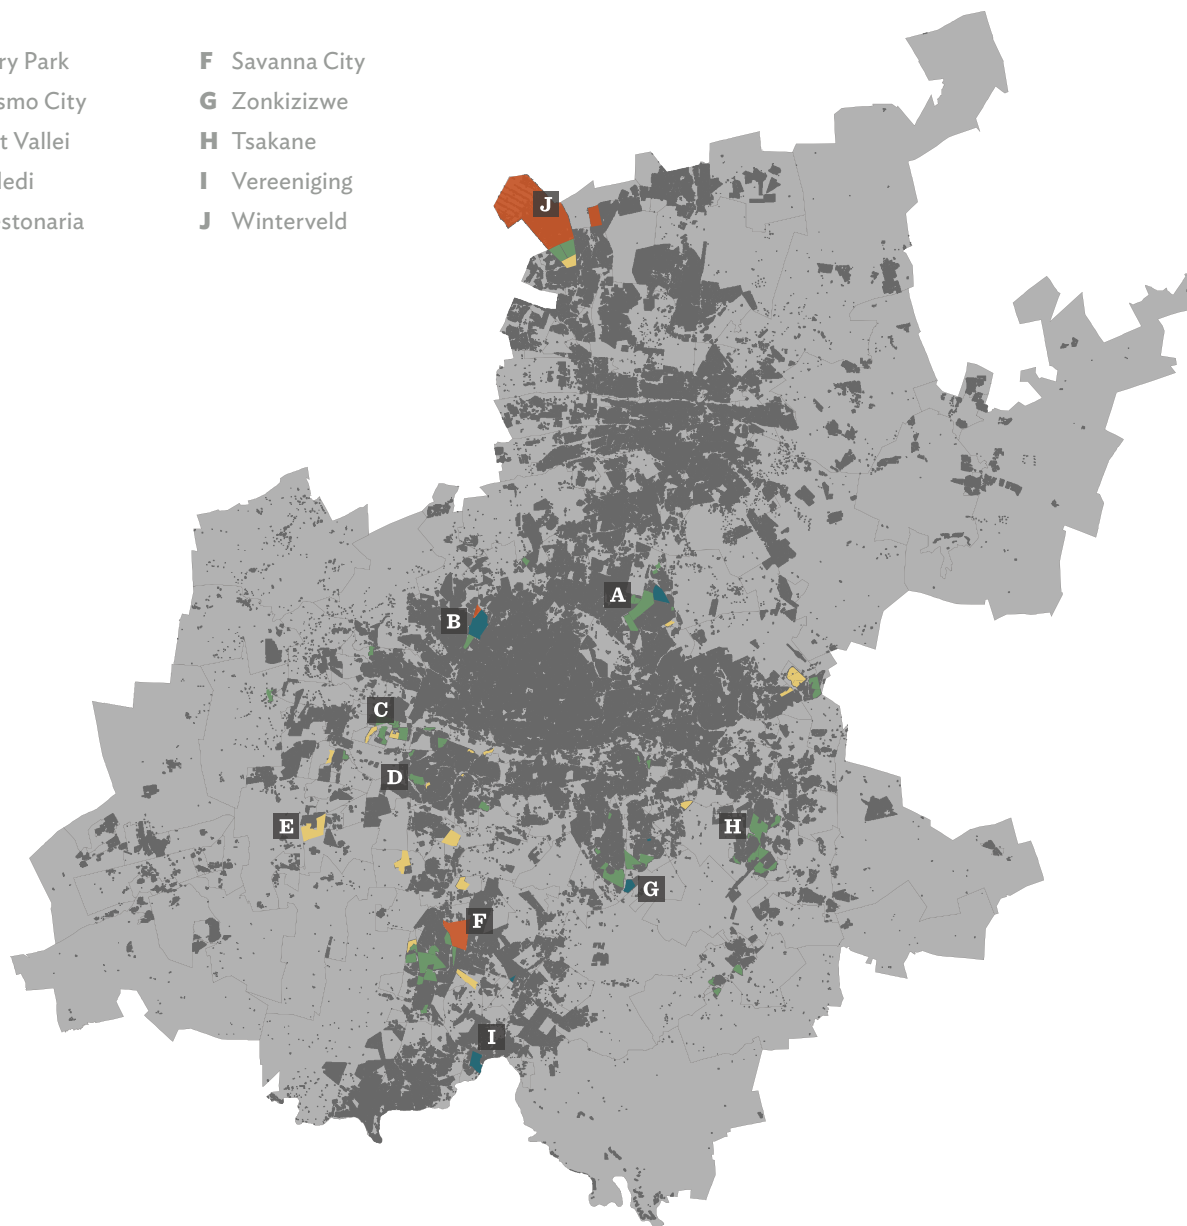 ry Park
smo City
t Vallei
ledi
stonaria
F Savanna City
G Zonkizizwe
H Tsakane
I Vereeniging
J Winterveld
J
A
B
C
D
E
H
G
F
I